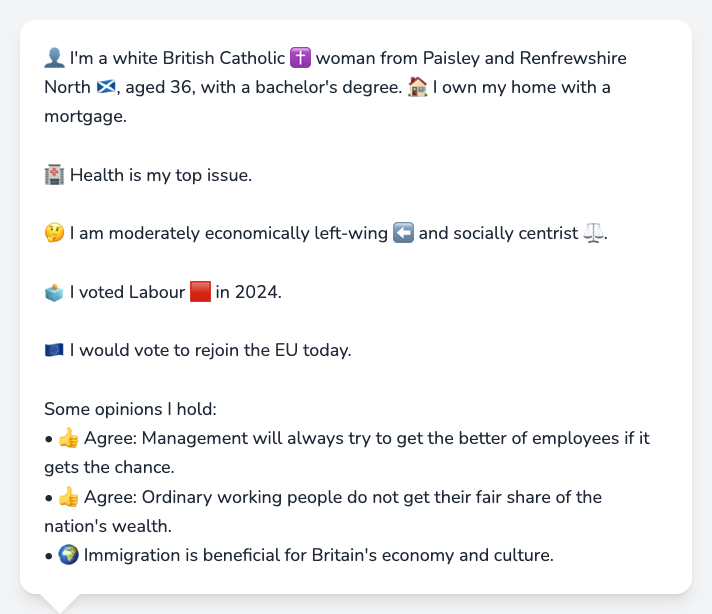 👤 I'm a white British Catholic ✝️ woman from Paisley and Renfrewshire
North 🏴󠁧󠁢󠁳󠁣󠁴󠁿, aged 36, with a bachelor's degree. 🏠 I own my home with a
mortgage.
🏥 Health is my top issue.
🤔 I am moderately economically left-wing ⬅️ and socially centrist ⚖️.
🗳️ I voted Labour 🟥 in 2024.
🇪🇺 I would vote to rejoin the EU today.
Some opinions I hold:
• 👍 Agree: Management will always try to get the better of employees if it
gets the chance.
• 👍 Agree: Ordinary working people do not get their fair share of the
nation's wealth.
• 🌍 Immigration is beneficial for Britain's economy and culture.